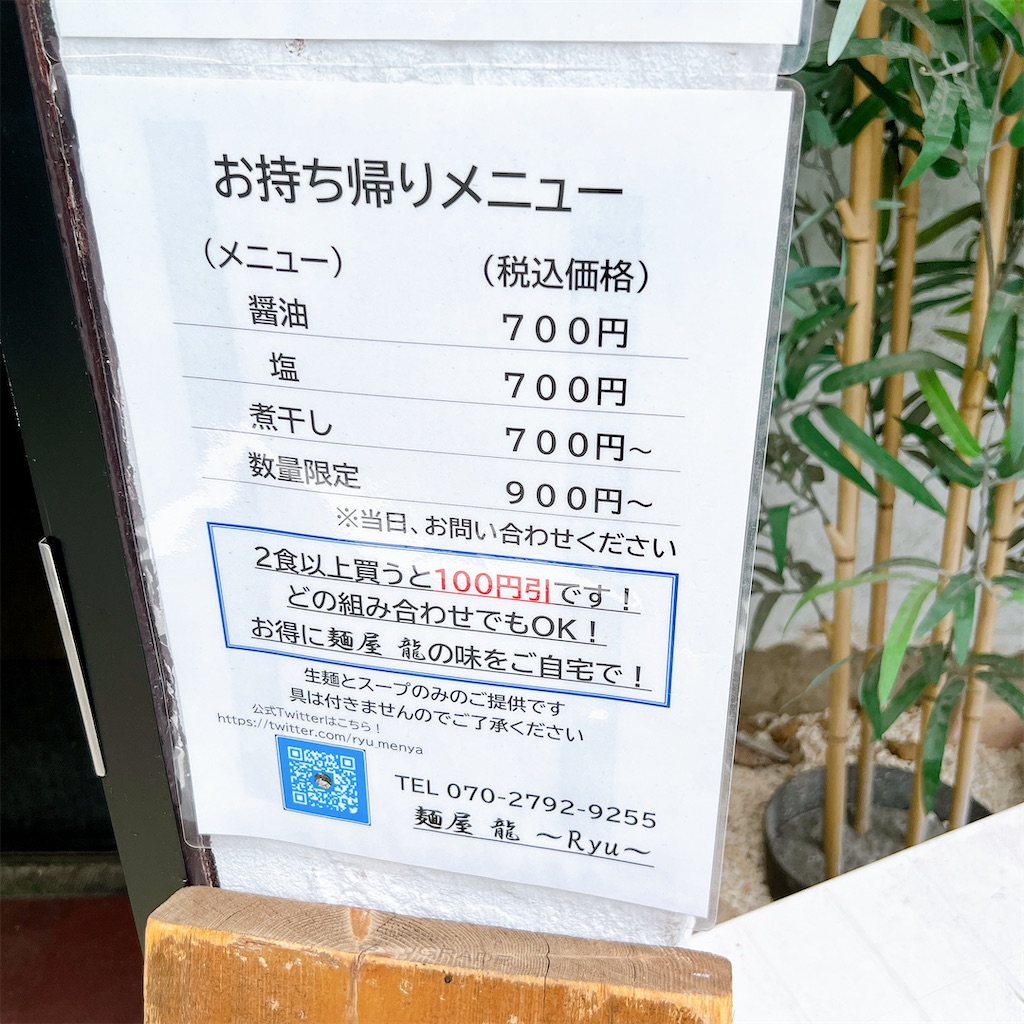 お持ち帰りメニュー
（メニュー） （税込価格）
醤油 ７００円
塩 ７００円
煮干し ７００円～
数量限定 ９００円～
※当日、お問い合わせください
2食以上買うと100円引です！
どの組み合わせでもOK！
お得に麺屋 龍の味をご自宅で！
生麺とスープのみのご提供です
具は付きませんのでご了承ください
公式Twitterはこちら！
https://twitter.com/ryu_menya
TEL 070-2792-9255
麺屋 龍 ～Ryu～